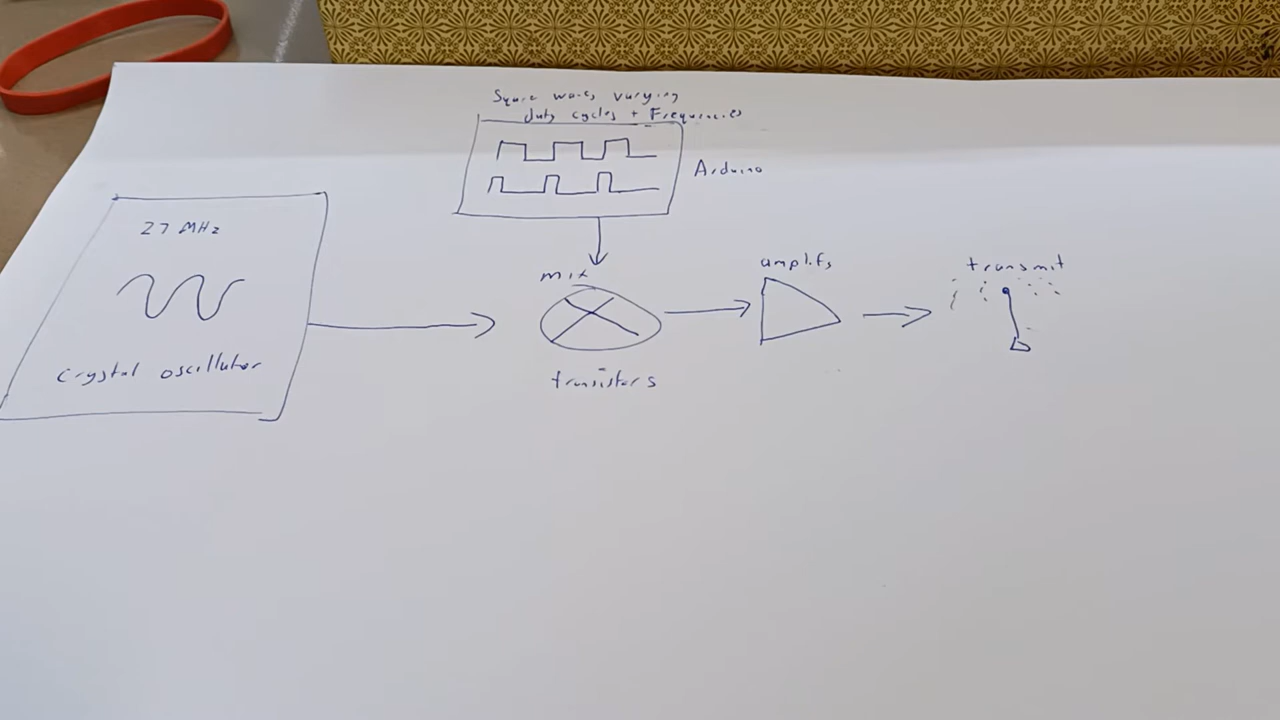 Square waves varying
duty cycles + Frequencies
Arduino
27 MHz
crystal oscillator
mix
transistors
amplify
transmit